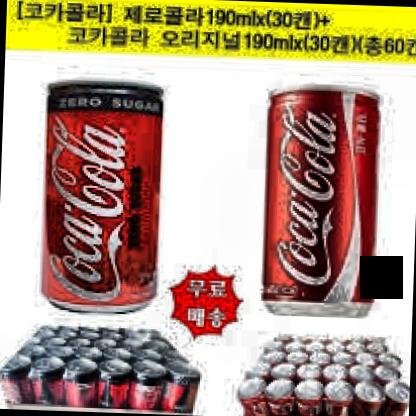 [코카콜라] 제로콜라190mlx(30캔)+
코카콜라 오리지널190mlx(30캔)(총60캔
ZERO SUGAR
Coca-Cola
Coca-Cola
무료
배송